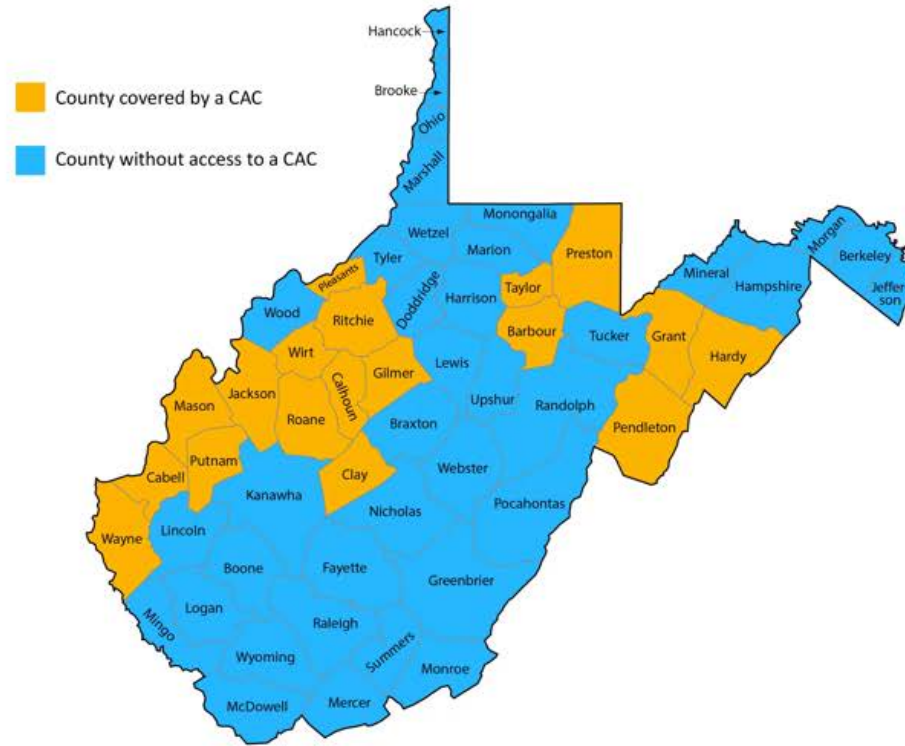 Hancock
County covered by a CAC
Brooke
Ohio
County without access to a CAC
Marshall
Monongalia
Wetzel
Marion
Preston
Tyler
Morgan
Berkeley
Mineral
Hampshire
Jeffer-
son
Pleasants
Doddridge
Taylor
Harrison
Wood
Ritchie
Barbour
Tucker
Grant
Hardy
Wirt
Lewis
Gilmer
Calhoun
Jackson
Mason
Upshur
Randolph
Roane
Braxton
Pendleton
Putnam
Webster
Cabell
Clay
Kanawha
Pocahontas
Nicholas
Wayne
Lincoln
Boone
Fayette
Greenbrier
Logan
Mingo
Raleigh
Summers
Wyoming
Monroe
Mercer
McDowell